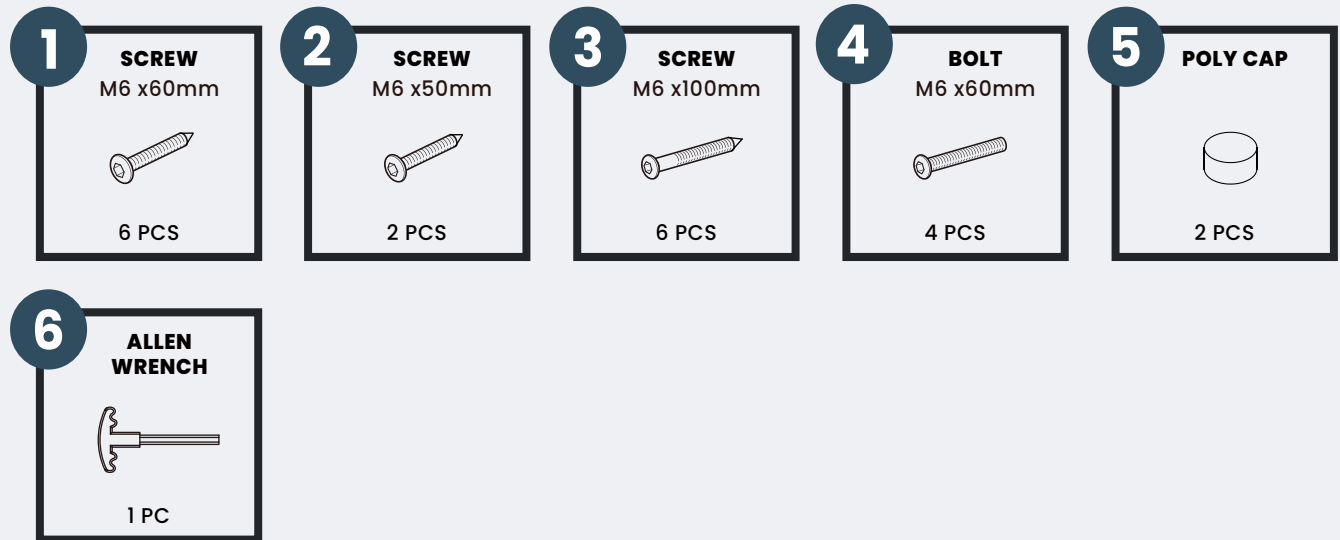 1
SCREW
M6 x60mm
6 PCS
2
SCREW
M6 x50mm
2 PCS
3
SCREW
M6 x100mm
6 PCS
4
BOLT
M6 x60mm
4 PCS
5
POLY CAP
2 PCS
6
ALLEN
WRENCH
1 PC